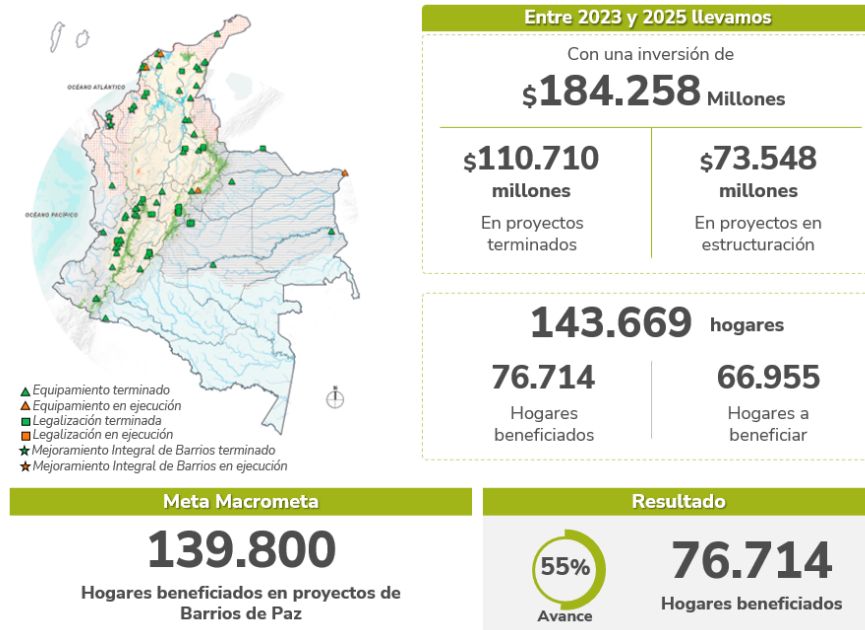 OCÉANO ATLÁNTICO
OCÉANO PACÍFICO
N
Equipamiento terminado
Equipamiento en ejecución
Legalización terminada
Legalización en ejecución
Mejoramiento Integral de Barrios terminado
Mejoramiento Integral de Barrios en ejecución
Entre 2023 y 2025 llevamos
Con una inversión de
$184.258 Millones
$110.710
millones
En proyectos
terminados
$73.548
millones
En proyectos en
estructuración
143.669 hogares
76.714
Hogares
beneficiados
66.955
Hogares a
beneficiar
Meta Macrometa
139.800
Hogares beneficiados en proyectos de
Barrios de Paz
Resultado
55%
Avance
76.714
Hogares beneficiados